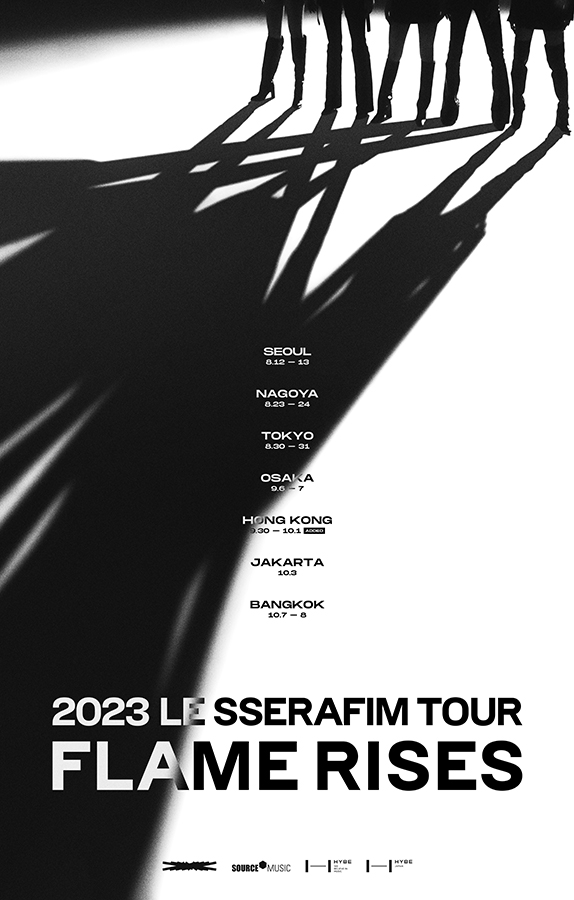 SEOUL
8.12 — 13
NAGOYA
8.23 — 24
TOKYO
8.30 — 31
OSAKA
9.6 — 7
HONG KONG
9.30 — 10.1 ADDED
JAKARTA
10.3
BANGKOK
10.7 — 8
2023 LE SSERAFIM TOUR
FLAME RISES
SOURCE MUSIC
HYBE
HYBE